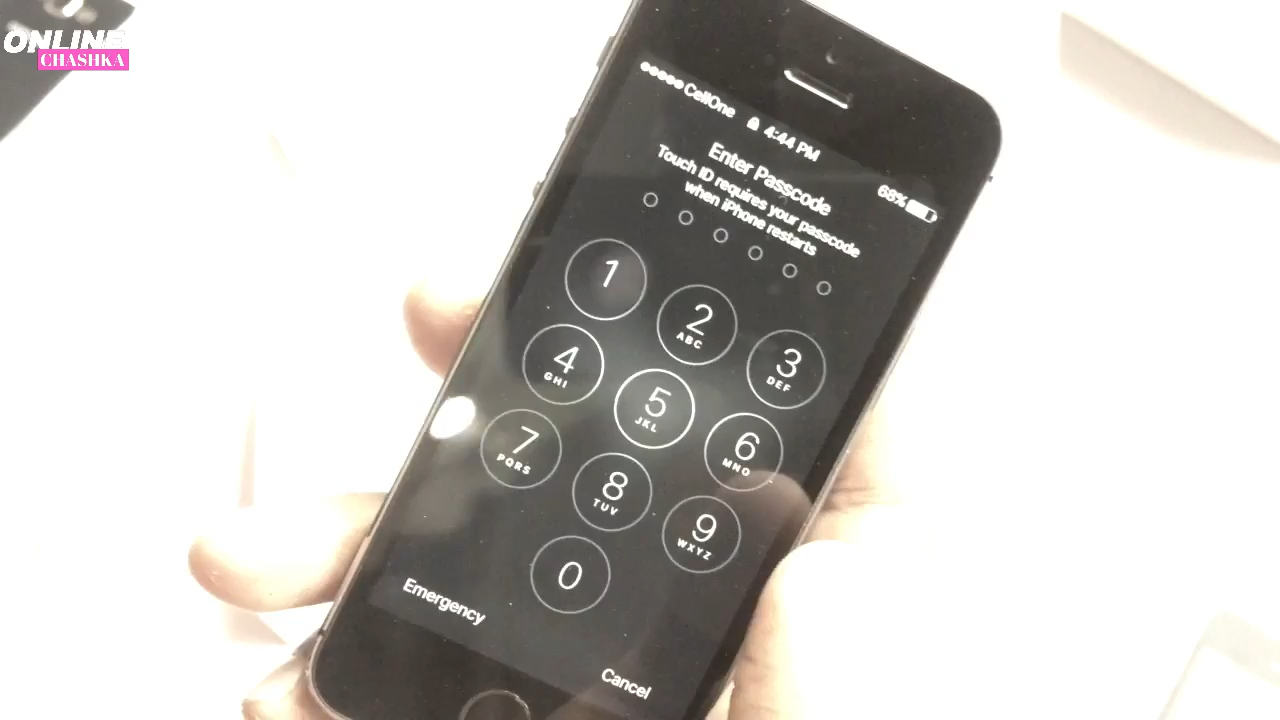 ONLINE
CHASHKA
CellOne 4:44 PM 68%
Enter Passcode
Touch ID requires your passcode
when iPhone restarts
1
2
ABC
3
DEF
4
GHI
5
JKL
6
MNO
7
PQRS
8
TUV
9
WXYZ
0
Emergency
Cancel